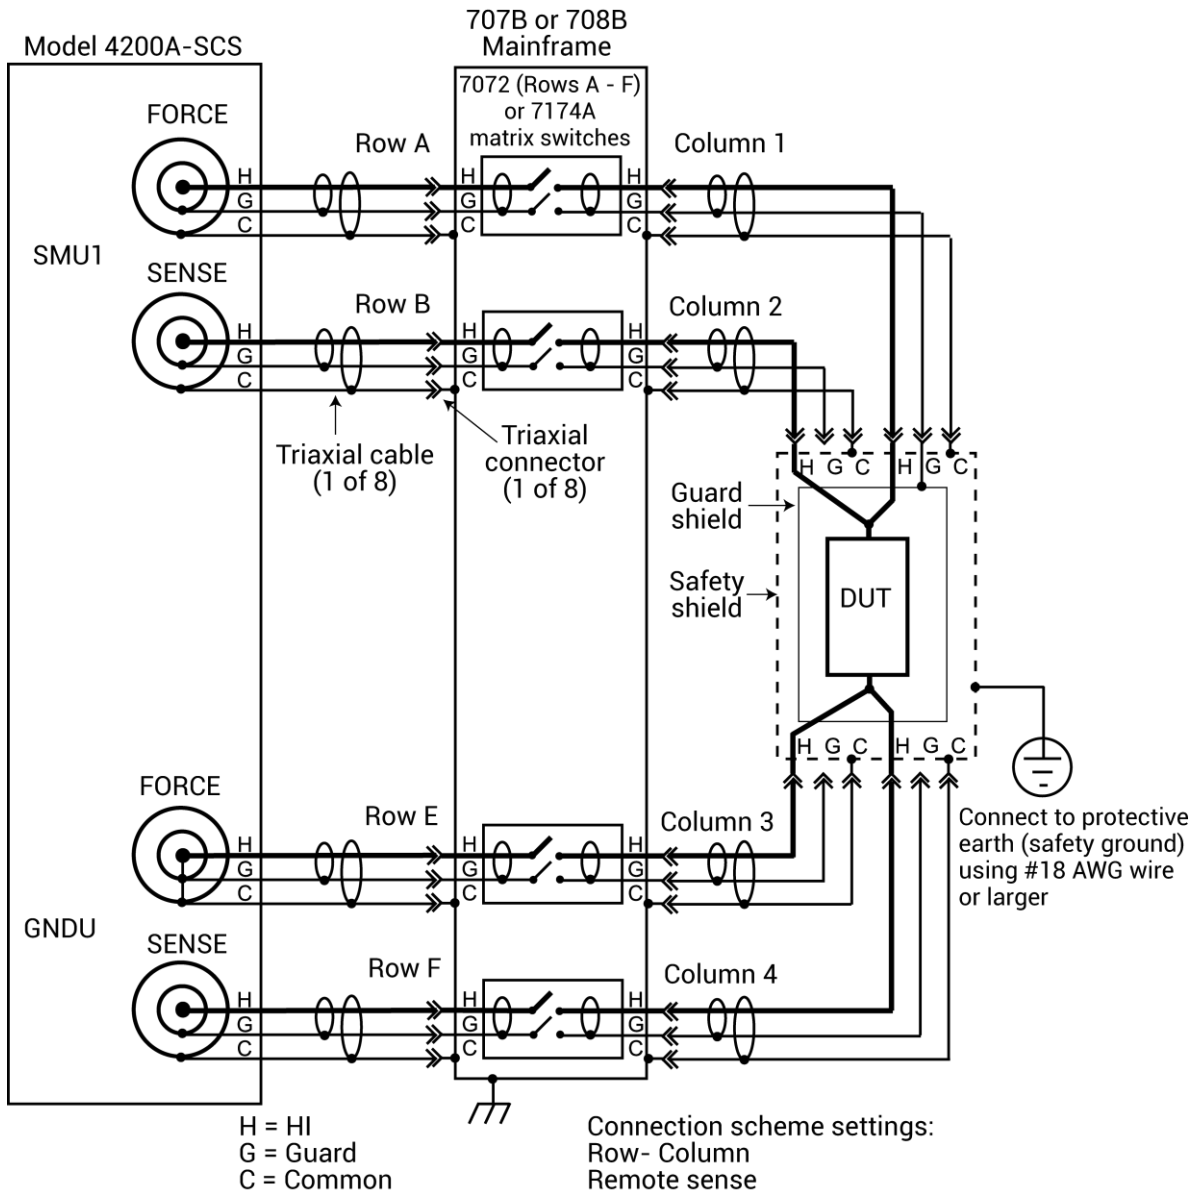 707B or 708B
Mainframe
Model 4200A-SCS
7072 (Rows A - F)
or 7174A
matrix switches
FORCE
Row A
Column 1
H
G
C
H
G
C
H
G
C
SMU1
SENSE
Row B
Column 2
H
G
C
H
G
C
H
G
C
Triaxial cable
(1 of 8)
Triaxial
connector
(1 of 8)
H G C H G C
Guard
shield
Safety
shield
DUT
H G C H G C
FORCE
Row E
Column 3
H
G
C
H
G
C
H
G
C
Connect to protective
earth (safety ground)
using #18 AWG wire
or larger
GNDU
SENSE
Row F
Column 4
H
G
C
H
G
C
H
G
C
H = HI
G = Guard
C = Common
Connection scheme settings:
Row- Column
Remote sense